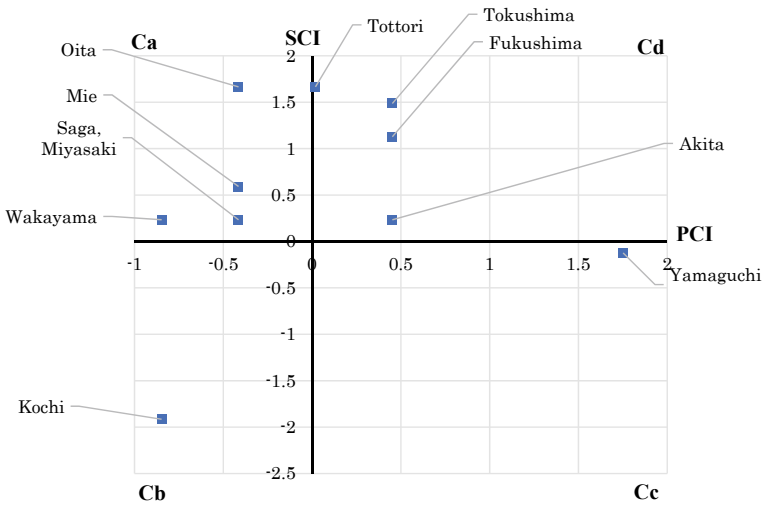 Ca
SCI
Tottori
Tokushima
Fukushima
Cd
Oita
Mie
Saga,
Miyasaki
Wakayama
Akita
PCI
Yamaguchi
Kochi
Cb
Cc
2
1.5
1
0.5
0
-0.5
-1
-1.5
-2
-2.5
-1
-0.5
0
0.5
1
1.5
2